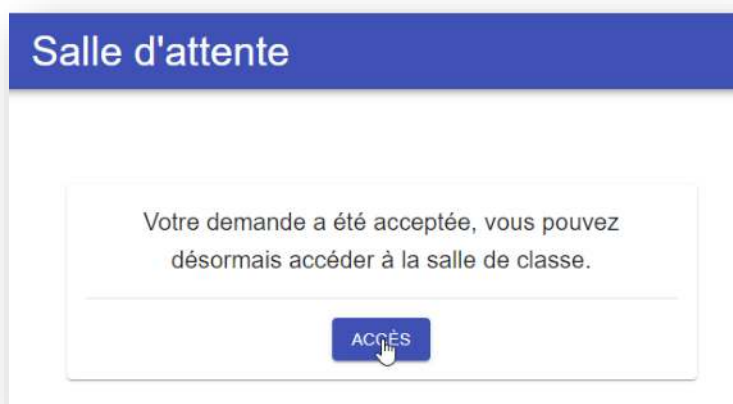 Salle d'attente
Votre demande a été acceptée, vous pouvez
désormais accéder à la salle de classe.
ACCÈS